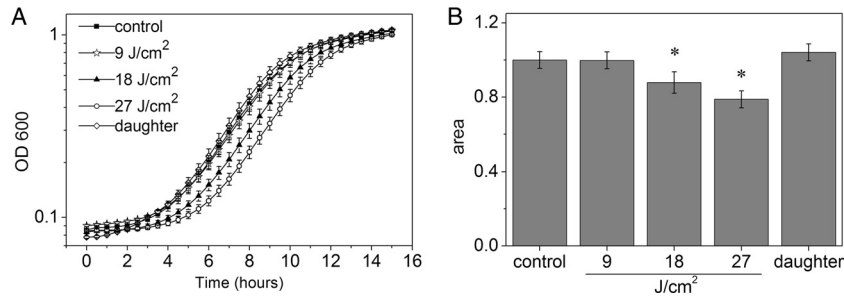 A
control
9 J/cm²
18 J/cm²
27 J/cm²
daughter
OD 600
1
0.1
0 2 4 6 8 10 12 14 16
Time (hours)
B
area
1.2
0.8
0.4
0.0
* *
control 9 18 27 daughter
J/cm²